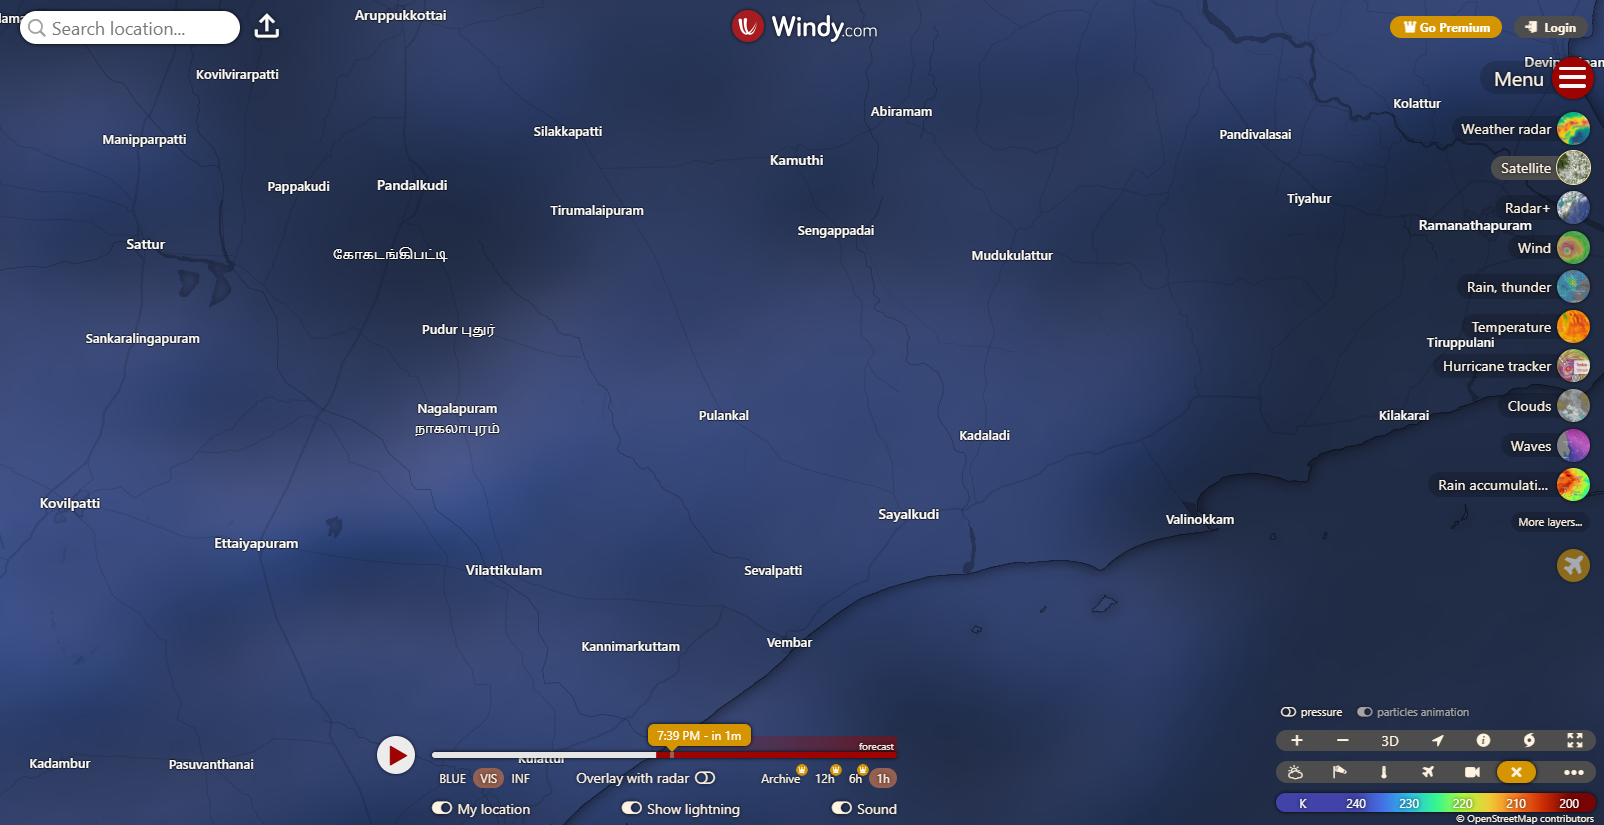 Search location...
Windy.com
Go Premium
Login
Menu
Aruppukkottai
Kovilvirarpatti
Manipparpatti
Silakkapatti
Abiramam
Kolattur
Pandivalasai
Weather radar
Kamuthi
Satellite
Pappakudi
Pandalkudi
Tirumalaipuram
Tiyahur
Radar+
Ramanathapuram
Sengappadai
Sattur
கோகடங்கிபட்டி
Mudukulattur
Wind
Rain, thunder
Pudur புதூர்
Sankaralingapuram
Temperature
Tiruppulani
Hurricane tracker
Nagalapuram
நாகலாபுரம்
Pulankal
Kadaladi
Kilakarai
Clouds
Waves
Rain accumulati...
Kovilpatti
Sayalkudi
Valinokkam
More layers...
Ettaiyapuram
Vilattikulam
Sevalpatti
Kannimarkuttam
Vembar
pressure
particles animation
7:39 PM - in 1m
forecast
3D
Kadambur
Pasuvanthanai
BLUE VIS INF
Overlay with radar
Archive 12h 6h 1h
My location
Show lightning
Sound
K 240 230 220 210 200
© OpenStreetMap contributors